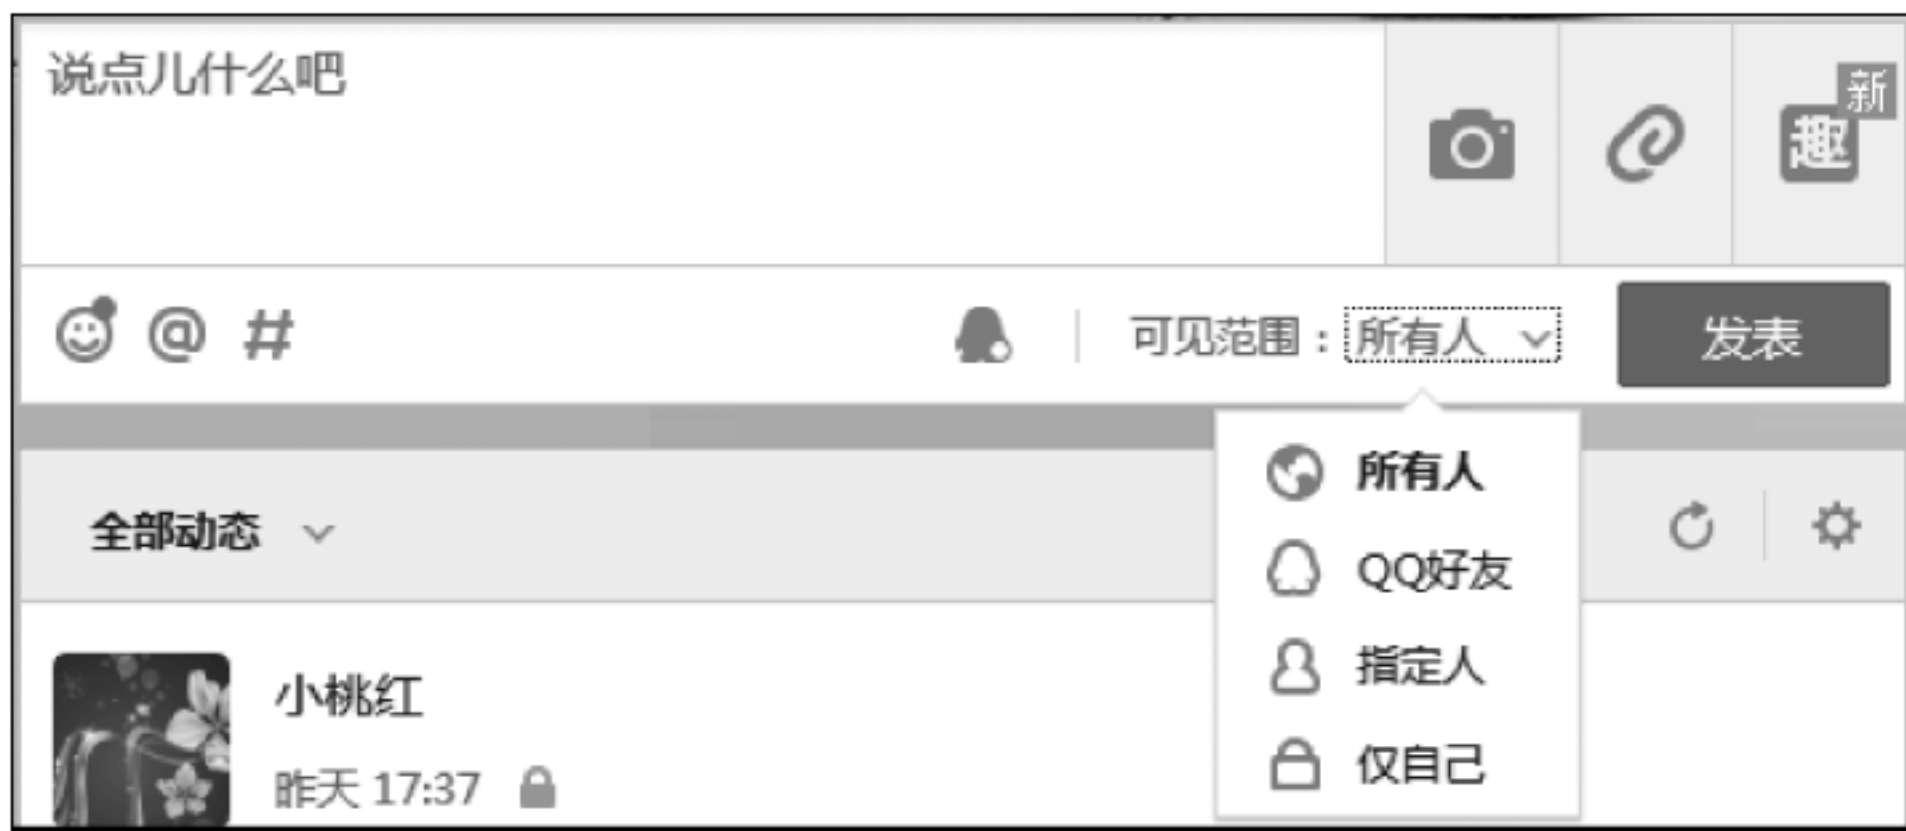 说点儿什么吧
新
趣
@ #
可见范围：所有人
发表
所有人
QQ好友
指定人
仅自己
全部动态
小桃红
昨天 17:37